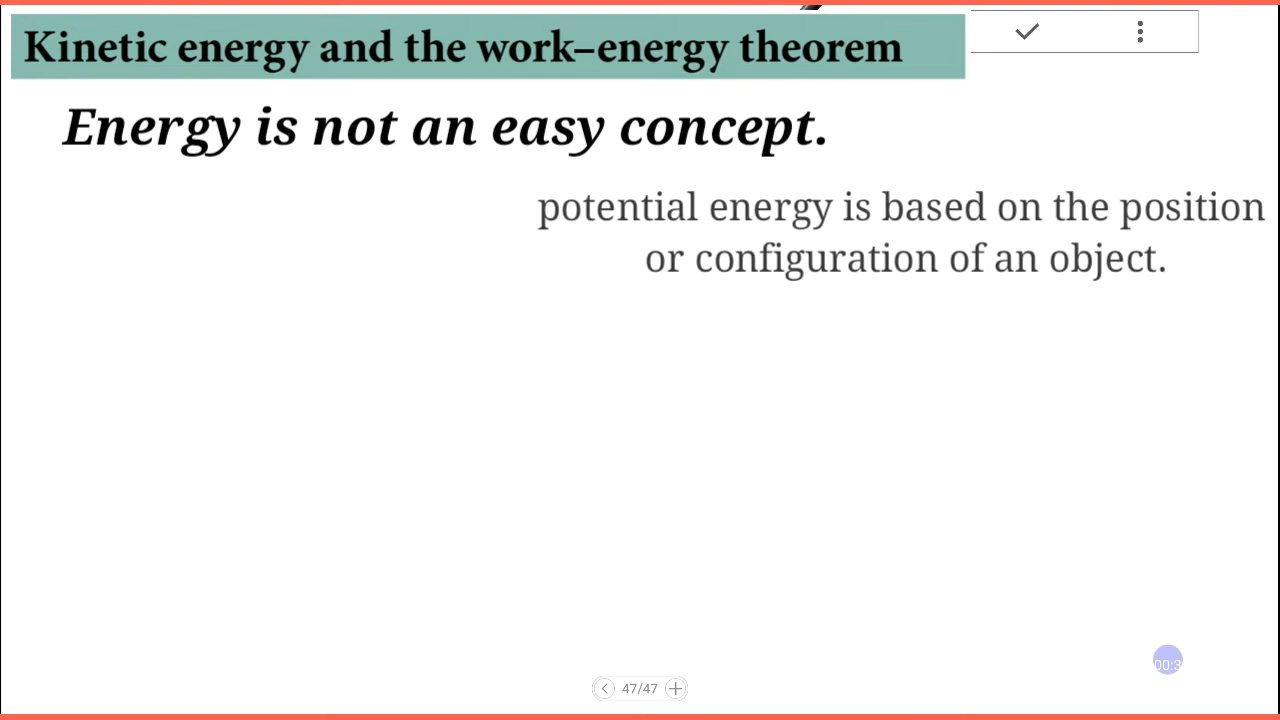 Kinetic energy and the work–energy theorem
Energy is not an easy concept.
potential energy is based on the position
or configuration of an object.
47/47